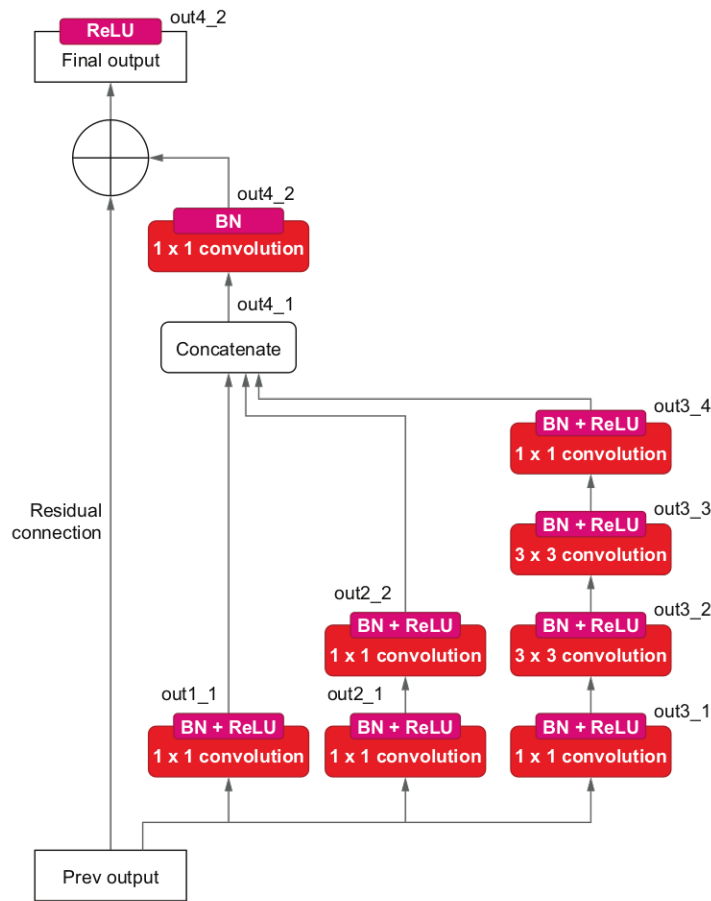 out4_2
ReLU
Final output
out4_2
BN
1 x 1 convolution
out4_1
Concatenate
out3_4
BN + ReLU
1 x 1 convolution
Residual
connection
out3_3
BN + ReLU
3 x 3 convolution
out2_2
BN + ReLU
1 x 1 convolution
out3_2
BN + ReLU
3 x 3 convolution
out1_1
BN + ReLU
1 x 1 convolution
out2_1
BN + ReLU
1 x 1 convolution
out3_1
BN + ReLU
1 x 1 convolution
Prev output